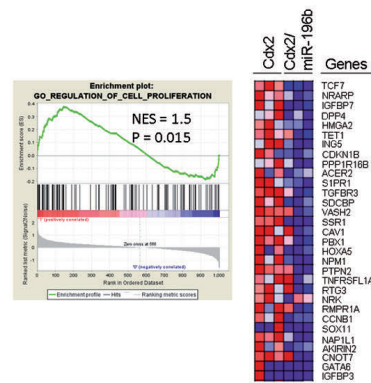 Enrichment plot:
GO_REGULATION_OF_CELL_PROLIFERATION
NES = 1.5
P = 0.015
Enrichment score (ES)
0.4
0.3
0.2
0.1
0.0
-0.1
-0.2
(positively correlated)
Zero cross at 599
(negatively correlated)
Ranked list metric (Signal2Noise)
0 100 200 300 400 500 600 700 800 900 1,000
Rank in Ordered Dataset
Enrichment profile Hits Ranking metric scores
Cdx2
Cdx2/
miR-196b
Genes
TCF7
NRARP
IGFBP7
DPP4
HMGA2
TET1
ING5
CDKN1B
PPP1R16B
ACER2
S1PR1
TGFBR3
SDCBP
VASH2
SSR1
CAV1
PBX1
HOXA5
NPM1
PTPN2
TNFRSFL1A
RTG3
NRK
RMPR1A
CCNB1
SOX11
NAP1L1
AKIRIN2
CNOT7
GATA6
IGFBP3